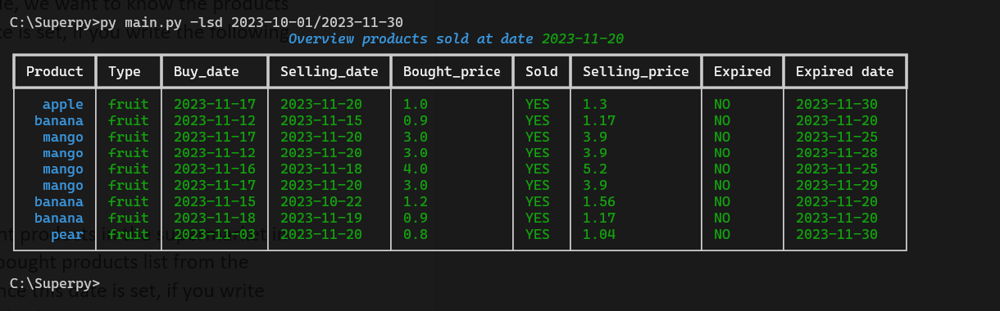 le, we want to know the products
C:\Superpy>py main.py -lsd 2023-10-01/2023-11-30
te is set, if you write the following
Overview products sold at date 2023-11-20
Product Type Buy_date Selling_date Bought_price Sold Selling_price Expired Expired date
apple fruit 2023-11-17 2023-11-20 1.0 YES 1.3 NO 2023-11-30
banana fruit 2023-11-12 2023-11-15 0.9 YES 1.17 NO 2023-11-20
mango fruit 2023-11-17 2023-11-20 3.0 YES 3.9 NO 2023-11-25
mango fruit 2023-11-12 2023-11-20 3.0 YES 3.9 NO 2023-11-28
mango fruit 2023-11-16 2023-11-18 4.0 YES 5.2 NO 2023-11-25
mango fruit 2023-11-17 2023-11-20 3.0 YES 3.9 NO 2023-11-29
banana fruit 2023-11-15 2023-10-22 1.2 YES 1.56 NO 2023-11-20
banana fruit 2023-11-18 2023-11-19 0.9 YES 1.17 NO 2023-11-20
pear fruit 2023-11-03 2023-11-20 0.8 YES 1.04 NO 2023-11-30
nt products in the supermarket in
bought products list from the
C:\Superpy>
nce this date is set, if you write